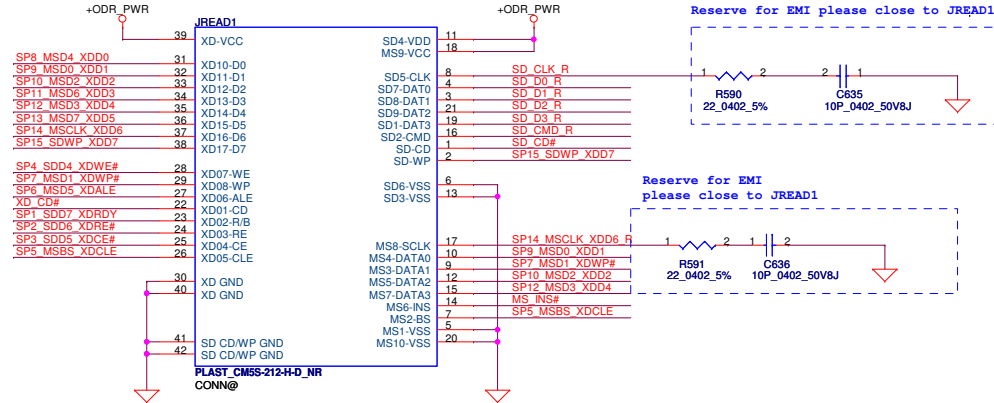 +ODR_PWR
+ODR_PWR
Reserve for EMI please close to JREAD1
JREAD1
39 XD-VCC
SD4-VDD 11
MS9-VCC 18
SP8_MSD4_XDD0 31 XD10-D0
SP9_MSD0_XDD1 32 XD11-D1
SP10_MSD2_XDD2 33 XD12-D2
SP11_MSD6_XDD3 34 XD13-D3
SP12_MSD3_XDD4 35 XD14-D4
SP13_MSD7_XDD5 36 XD15-D5
SP14_MSCLK_XDD6 37 XD16-D6
SP15_SDWP_XDD7 38 XD17-D7
SD5-CLK 8 SD_CLK_R
SD7-DAT0 4 SD_D0_R
SD8-DAT1 3 SD_D1_R
SD9-DAT2 21 SD_D2_R
SD1-DAT3 19 SD_D3_R
SD2-CMD 16 SD_CMD_R
SD-CD 1 SD_CD#
SD-WP 2 SP15_SDWP_XDD7
1 2 2 1
R590 C635
22_0402_5% 10P_0402_50V8J
SP4_SDD4_XDWE# 28 XD07-WE
SP7_MSD1_XDWP# 29 XD08-WP
SP6_MSD5_XDALE 27 XD06-ALE
XD_CD# 22 XD01-CD
SP1_SDD7_XDRDY 23 XD02-R/B
SP2_SDD6_XDRE# 24 XD03-RE
SP3_SDD5_XDCE# 25 XD04-CE
SP5_MSBS_XDCLE 26 XD05-CLE
SD6-VSS 6
SD3-VSS 13
Reserve for EMI
please close to JREAD1
MS8-SCLK 17 SP14_MSCLK_XDD6_R
MS4-DATA0 10 SP9_MSD0_XDD1
MS3-DATA1 9 SP7_MSD1_XDWP#
MS5-DATA2 12 SP10_MSD2_XDD2
MS7-DATA3 15 SP12_MSD3_XDD4
MS6-INS 14 MS_INS#
MS2-BS 7 SP5_MSBS_XDCLE
MS1-VSS 5
MS10-VSS 20
1 2 1 2
R591 C636
22_0402_5% 10P_0402_50V8J
30 XD GND
40 XD GND
41 SD CD/WP GND
42 SD CD/WP GND
PLAST_CM5S-212-H-D_NR
CONN@